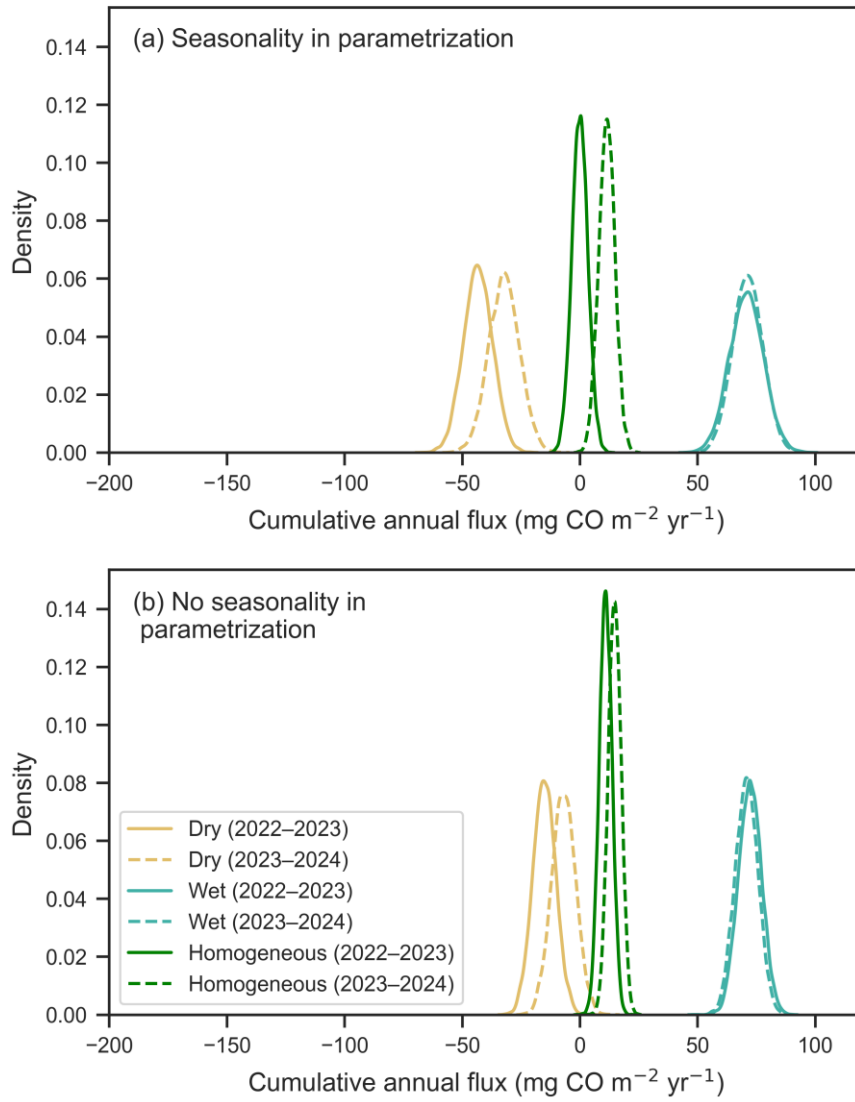 (a) Seasonality in parametrization
0.14
0.12
0.10
0.08
0.06
0.04
0.02
0.00
Density
−200
−150
−100
−50
0
50
100
Cumulative annual flux (mg CO m⁻² yr⁻¹)
(b) No seasonality in
parametrization
0.14
0.12
0.10
0.08
0.06
0.04
0.02
0.00
Density
Dry (2022–2023)
Dry (2023–2024)
Wet (2022–2023)
Wet (2023–2024)
Homogeneous (2022–2023)
Homogeneous (2023–2024)
−200
−150
−100
−50
0
50
100
Cumulative annual flux (mg CO m⁻² yr⁻¹)